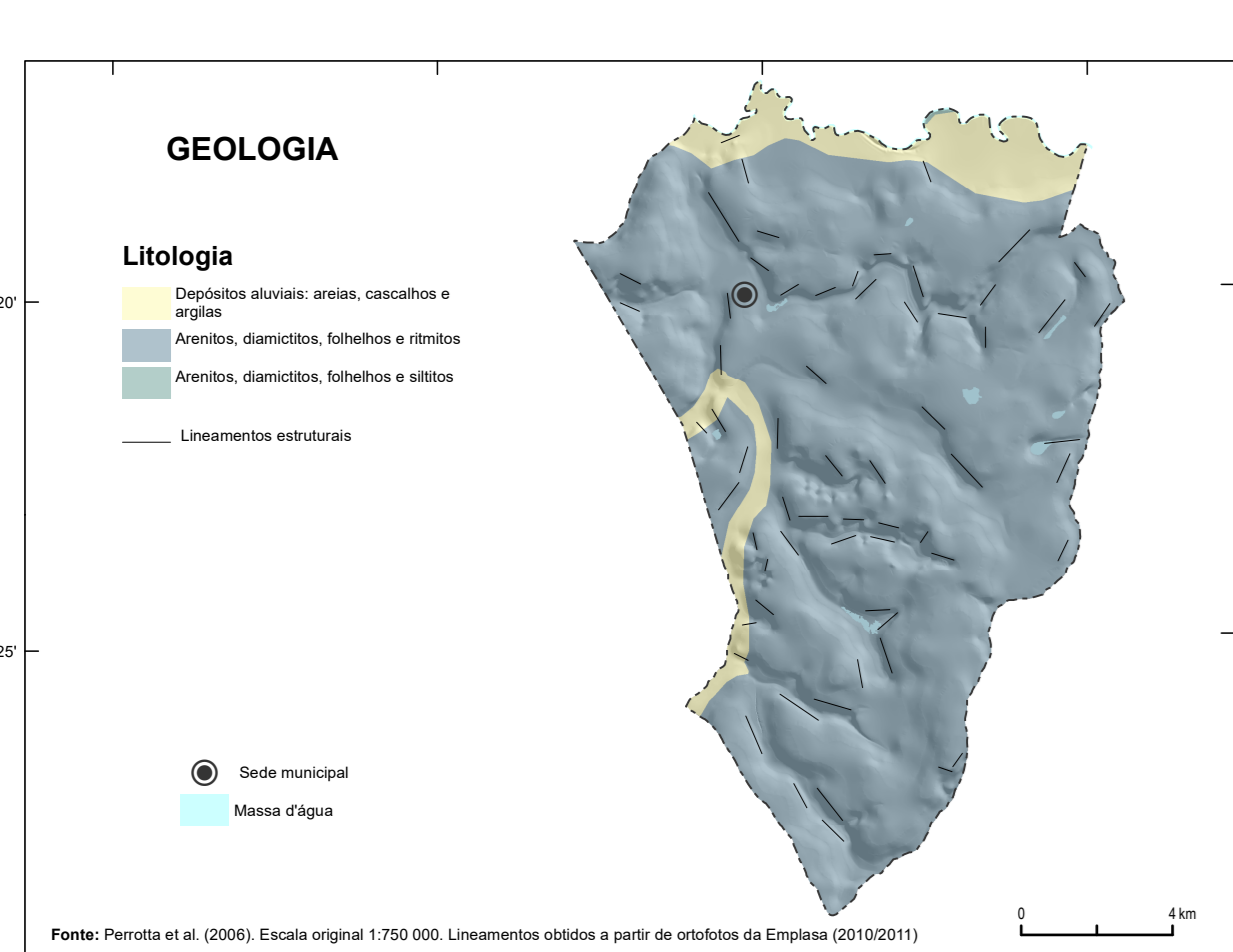 GEOLOGIA
Litologia
Depósitos aluviais: areias, cascalhos e
argilas
Arenitos, diamictitos, folhelhos e ritmitos
Arenitos, diamictitos, folhelhos e siltitos
Lineamentos estruturais
20'
25'
Sede municipal
Massa d'água
0 4 km
Fonte: Perrotta et al. (2006). Escala original 1:750 000. Lineamentos obtidos a partir de ortofotos da Emplasa (2010/2011)